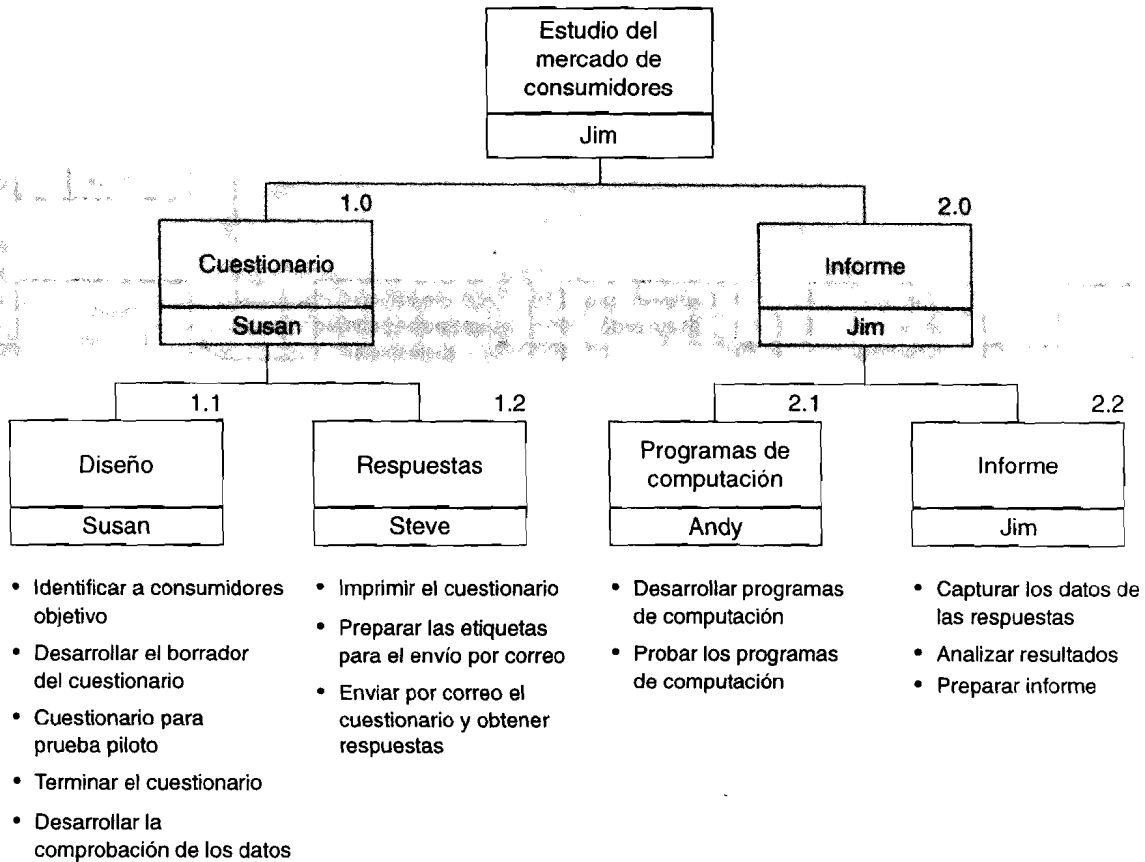 Estudio del
mercado de
consumidores
Jim
1.0
Cuestionario
Susan
2.0
Informe
Jim
1.1
Diseño
Susan
1.2
Respuestas
Steve
2.1
Programas de
computación
Andy
2.2
Informe
Jim
• Identificar a consumidores
objetivo
• Desarrollar el borrador
del cuestionario
• Cuestionario para
prueba piloto
• Terminar el cuestionario
• Desarrollar la
comprobación de los datos
• Imprimir el cuestionario
• Preparar las etiquetas
para el envío por correo
• Enviar por correo el
cuestionario y obtener
respuestas
• Desarrollar programas
de computación
• Probar los programas
de computación
• Capturar los datos de
las respuestas
• Analizar resultados
• Preparar informe